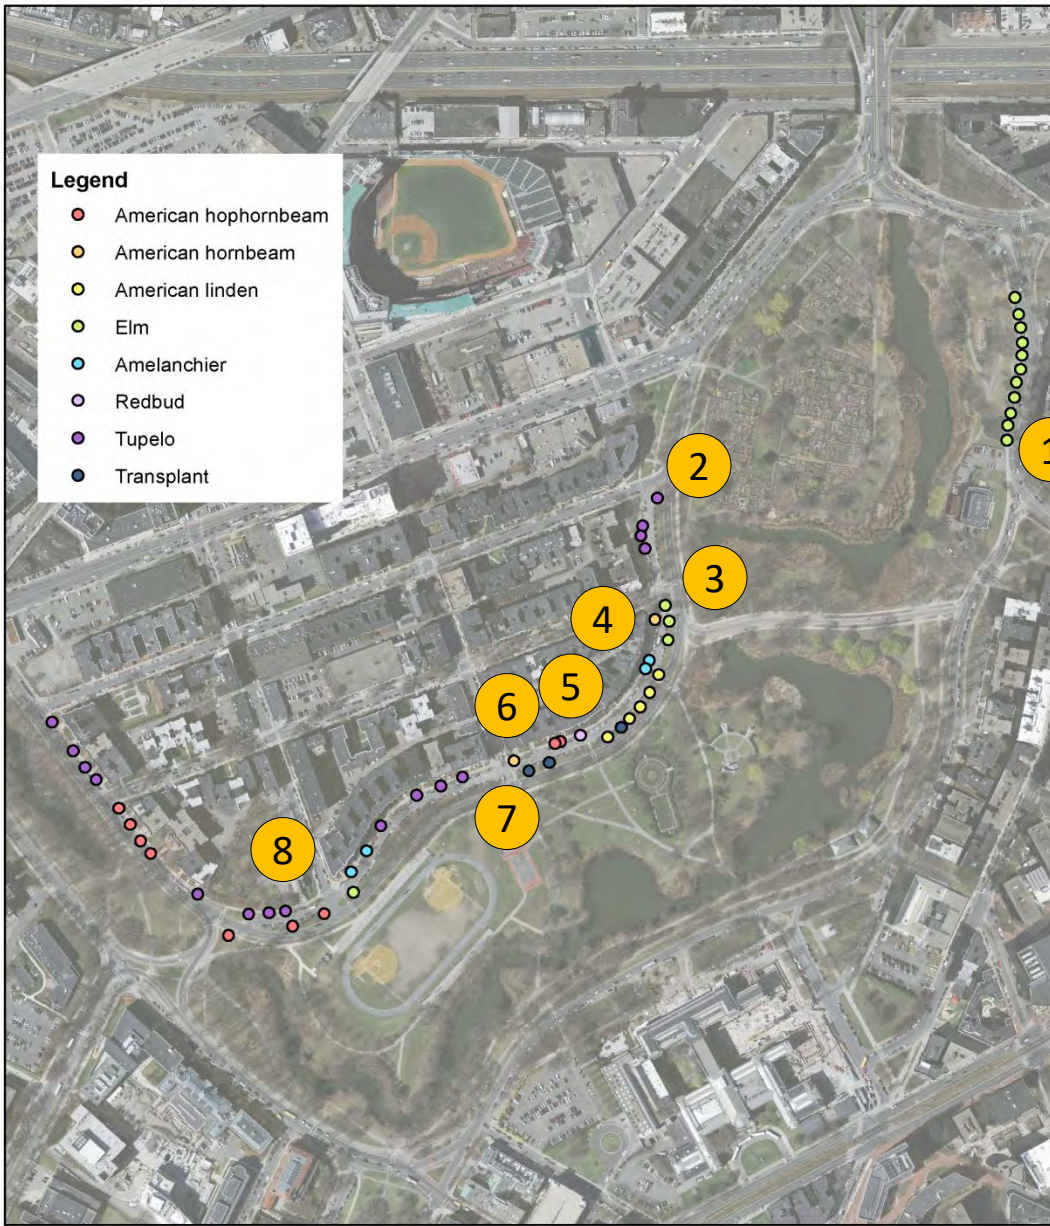 Legend
American hophornbeam
American hornbeam
American linden
Elm
Amelanchier
Redbud
Tupelo
Transplant
1
2
3
4
5
6
7
8